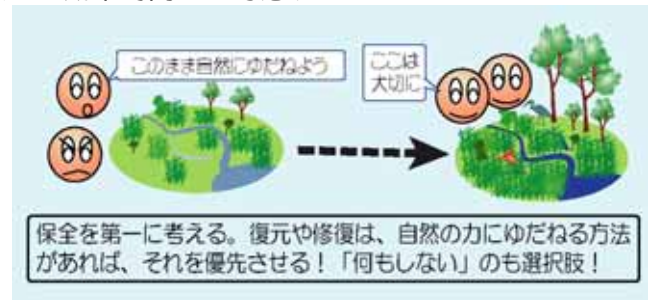 このまま自然にゆだねよう
ここは
大切に
保全を第一に考える。復元や修復は、自然の力にゆだねる方法
があれば、それを優先させる！「何もしない」のも選択肢！